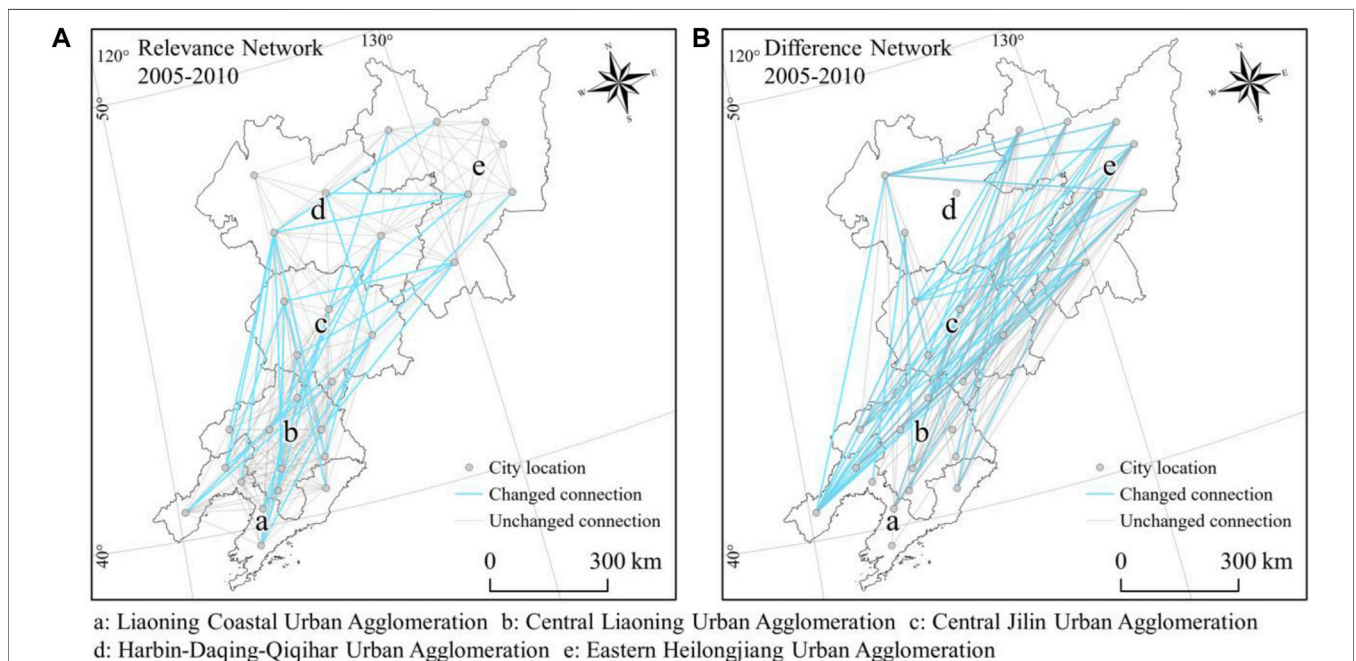 A
Relevance Network
2005-2010
120°
130°
50°
40°
N
E
S
W
a
b
c
d
e
City location
Changed connection
Unchanged connection
0 300 km
B
Difference Network
2005-2010
120°
130°
50°
40°
N
E
S
W
a
b
c
d
e
City location
Changed connection
Unchanged connection
0 300 km
a: Liaoning Coastal Urban Agglomeration b: Central Liaoning Urban Agglomeration c: Central Jilin Urban Agglomeration
d: Harbin-Daqing-Qiqihar Urban Agglomeration e: Eastern Heilongjiang Urban Agglomeration